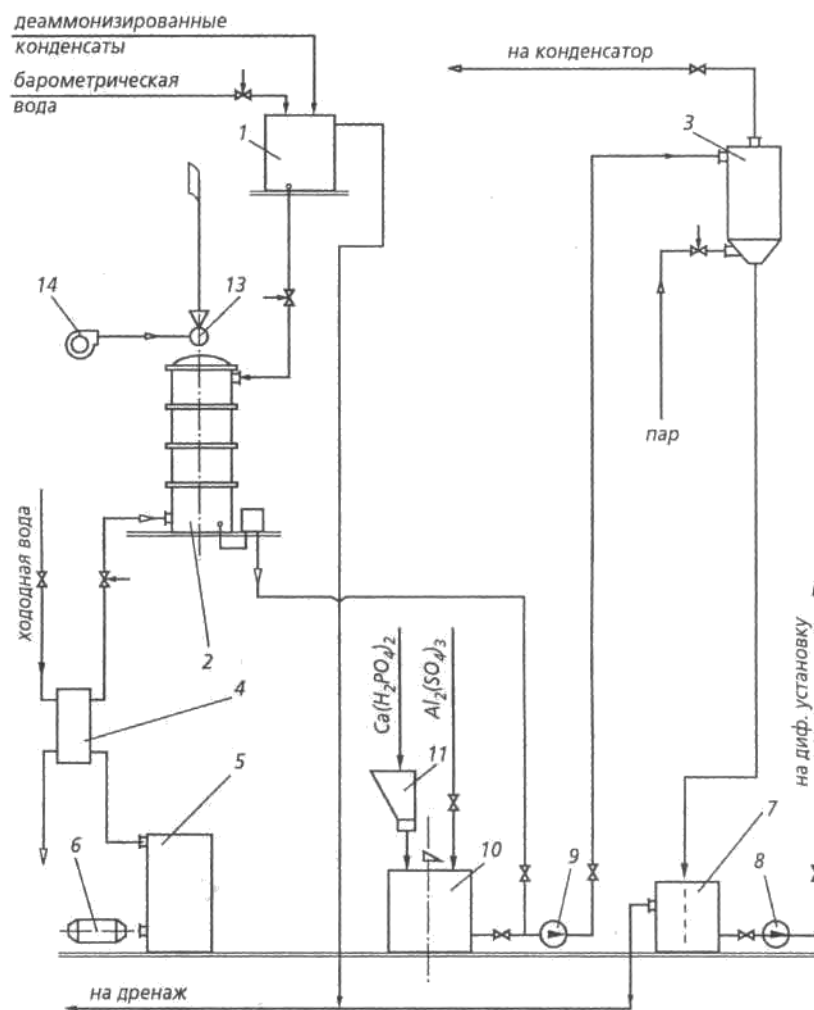 деаммонизированные
конденсаты
барометрическая
вода
1
на конденсатор
3
14
13
пар
хододная вода
2
4
Ca(H₂PO₄)₂
Al₂(SO₄)₃
на диф. установку
11
5
6
10
9
7
8
на дренаж